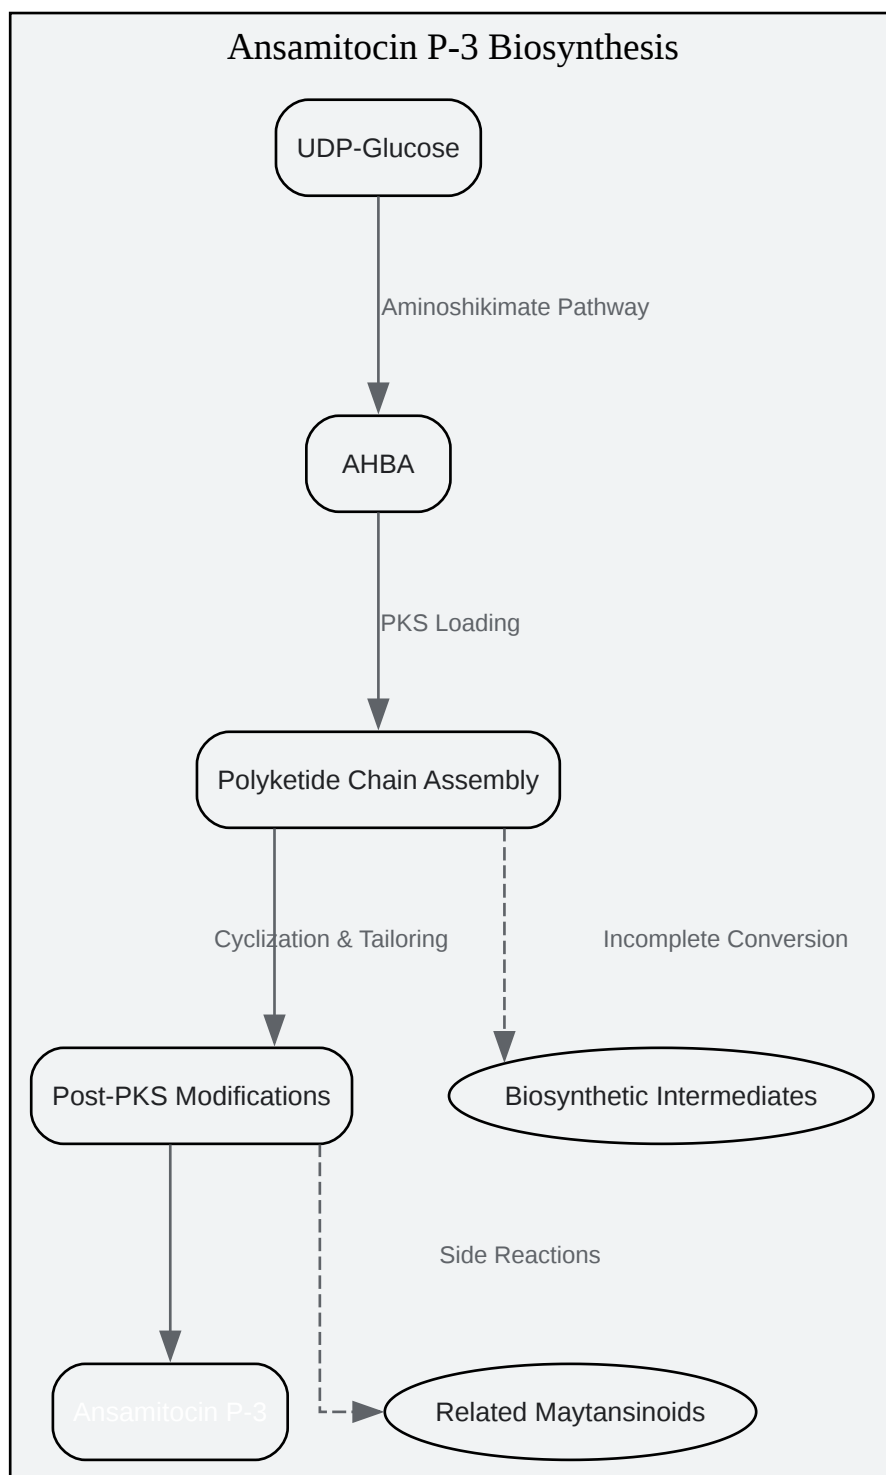 Ansamitocin P-3 Biosynthesis
UDP-Glucose
Aminoshikimate Pathway
AHBA
PKS Loading
Polyketide Chain Assembly
Cyclization & Tailoring
Incomplete Conversion
Post-PKS Modifications
Biosynthetic Intermediates
Side Reactions
Ansamitocin P-3
Related Maytansinoids